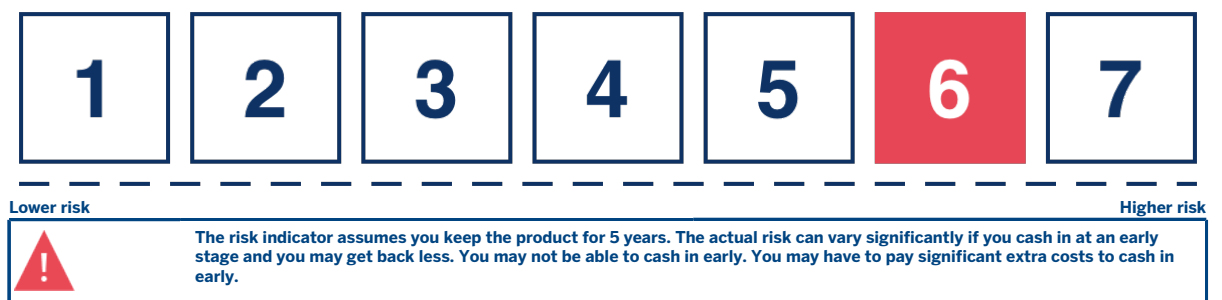 1 2 3 4 5 6 7
Lower risk Higher risk
! The risk indicator assumes you keep the product for 5 years. The actual risk can vary significantly if you cash in at an early
stage and you may get back less. You may not be able to cash in early. You may have to pay significant extra costs to cash in
early.